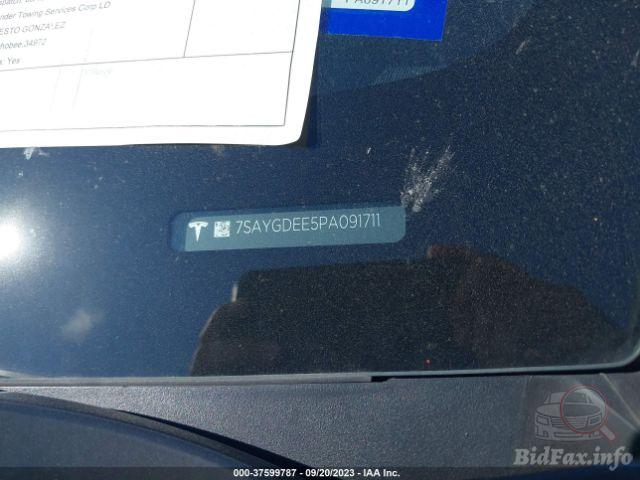 nder Towing Services Corp LD
ESTO GONZALEZ
hobee,34972
: Yes
PA091711
7SAYGDEE5PA091711
000-37599787 - 09/20/2023 - IAA Inc.
BidFax.info